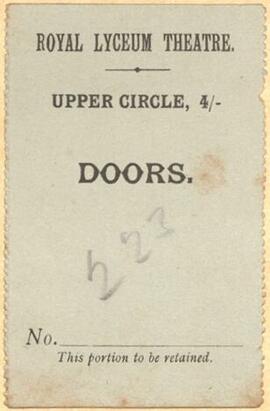 ROYAL LYCEUM THEATRE.
UPPER CIRCLE, 4/-
DOORS.
223
No.
This portion to be retained.